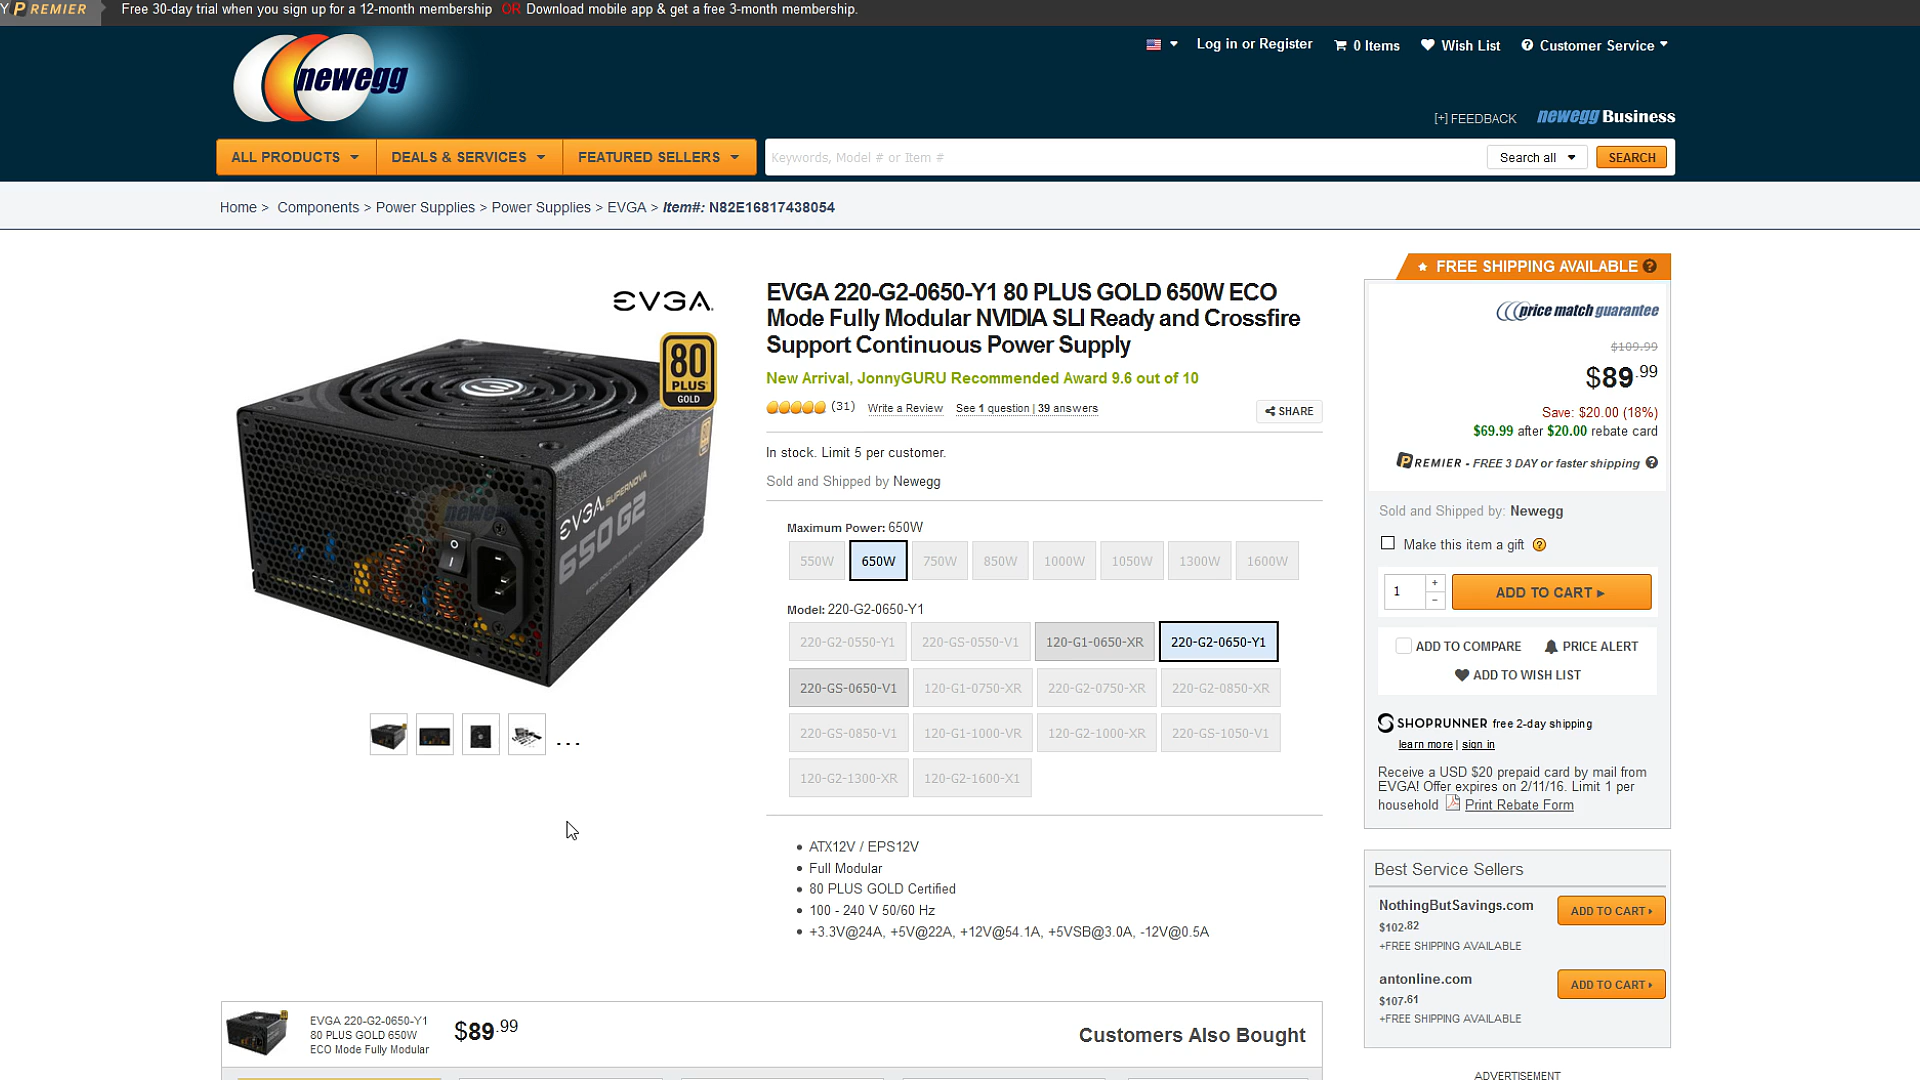 Y PREMIER Free 30-day trial when you sign up for a 12-month membership OR Download mobile app & get a free 3-month membership.
newegg
Log in or Register 0 Items Wish List Customer Service
[+] FEEDBACK newegg Business
ALL PRODUCTS DEALS & SERVICES FEATURED SELLERS Keywords, Model # or Item # Search all SEARCH
Home > Components > Power Supplies > Power Supplies > EVGA > Item#: N82E16817438054
EVGA
80
PLUS
GOLD
newegg
EVGA SUPERNOVA
650 G2
...
EVGA 220-G2-0650-Y1 80 PLUS GOLD 650W ECO
Mode Fully Modular NVIDIA SLI Ready and Crossfire
Support Continuous Power Supply
New Arrival, JonnyGURU Recommended Award 9.6 out of 10
(31) Write a Review See 1 question | 39 answers SHARE
In stock. Limit 5 per customer.
Sold and Shipped by Newegg
Maximum Power: 650W
550W 650W 750W 850W 1000W 1050W 1300W 1600W
Model: 220-G2-0650-Y1
220-G2-0550-Y1 220-GS-0550-V1 120-G1-0650-XR 220-G2-0650-Y1
220-GS-0650-V1 120-G1-0750-XR 220-G2-0750-XR 220-G2-0850-XR
220-GS-0850-V1 120-G1-1000-VR 120-G2-1000-XR 220-GS-1050-V1
120-G2-1300-XR 120-G2-1600-X1
• ATX12V / EPS12V
• Full Modular
• 80 PLUS GOLD Certified
• 100 - 240 V 50/60 Hz
• +3.3V@24A, +5V@22A, +12V@54.1A, +5VSB@3.0A, -12V@0.5A
FREE SHIPPING AVAILABLE ?
price match guarantee
$109.99
$89.99
Save: $20.00 (18%)
$69.99 after $20.00 rebate card
PREMIER - FREE 3 DAY or faster shipping ?
Sold and Shipped by: Newegg
Make this item a gift ?
1 + - ADD TO CART ▸
ADD TO COMPARE PRICE ALERT
ADD TO WISH LIST
SHOPRUNNER free 2-day shipping
learn more | sign in
Receive a USD $20 prepaid card by mail from
EVGA! Offer expires on 2/11/16. Limit 1 per
household Print Rebate Form
Best Service Sellers
NothingButSavings.com ADD TO CART ▸
$102.82
+FREE SHIPPING AVAILABLE
antonline.com ADD TO CART ▸
$107.61
+FREE SHIPPING AVAILABLE
ADVERTISEMENT
EVGA 220-G2-0650-Y1
80 PLUS GOLD 650W
ECO Mode Fully Modular
$89.99
Customers Also Bought